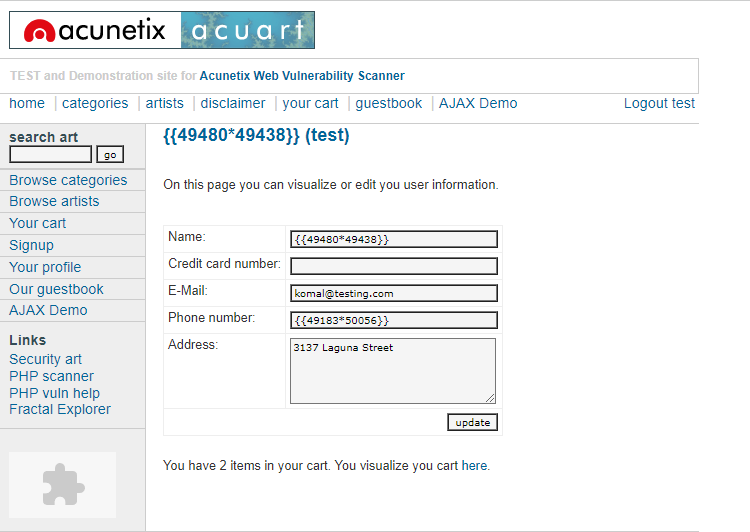 acunetix acuart
TEST and Demonstration site for Acunetix Web Vulnerability Scanner
home | categories | artists | disclaimer | your cart | guestbook | AJAX Demo
Logout test
search art
go
Browse categories
Browse artists
Your cart
Signup
Your profile
Our guestbook
AJAX Demo
Links
Security art
PHP scanner
PHP vuln help
Fractal Explorer
{{49480*49438}} (test)
On this page you can visualize or edit you user information.
Name: {{49480*49438}}
Credit card number:
E-Mail: komal@testing.com
Phone number: {{49183*50056}}
Address: 3137 Laguna Street
update
You have 2 items in your cart. You visualize you cart here.